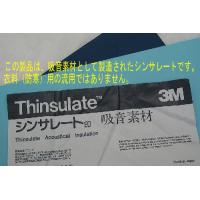 この製品は、吸音素材として製造されたシンサレートです。
衣料（防寒）用の流用ではありません。
Thinsulate™
3M
シンサレート印 吸音素材
Thinsulate Acoustical Insulation